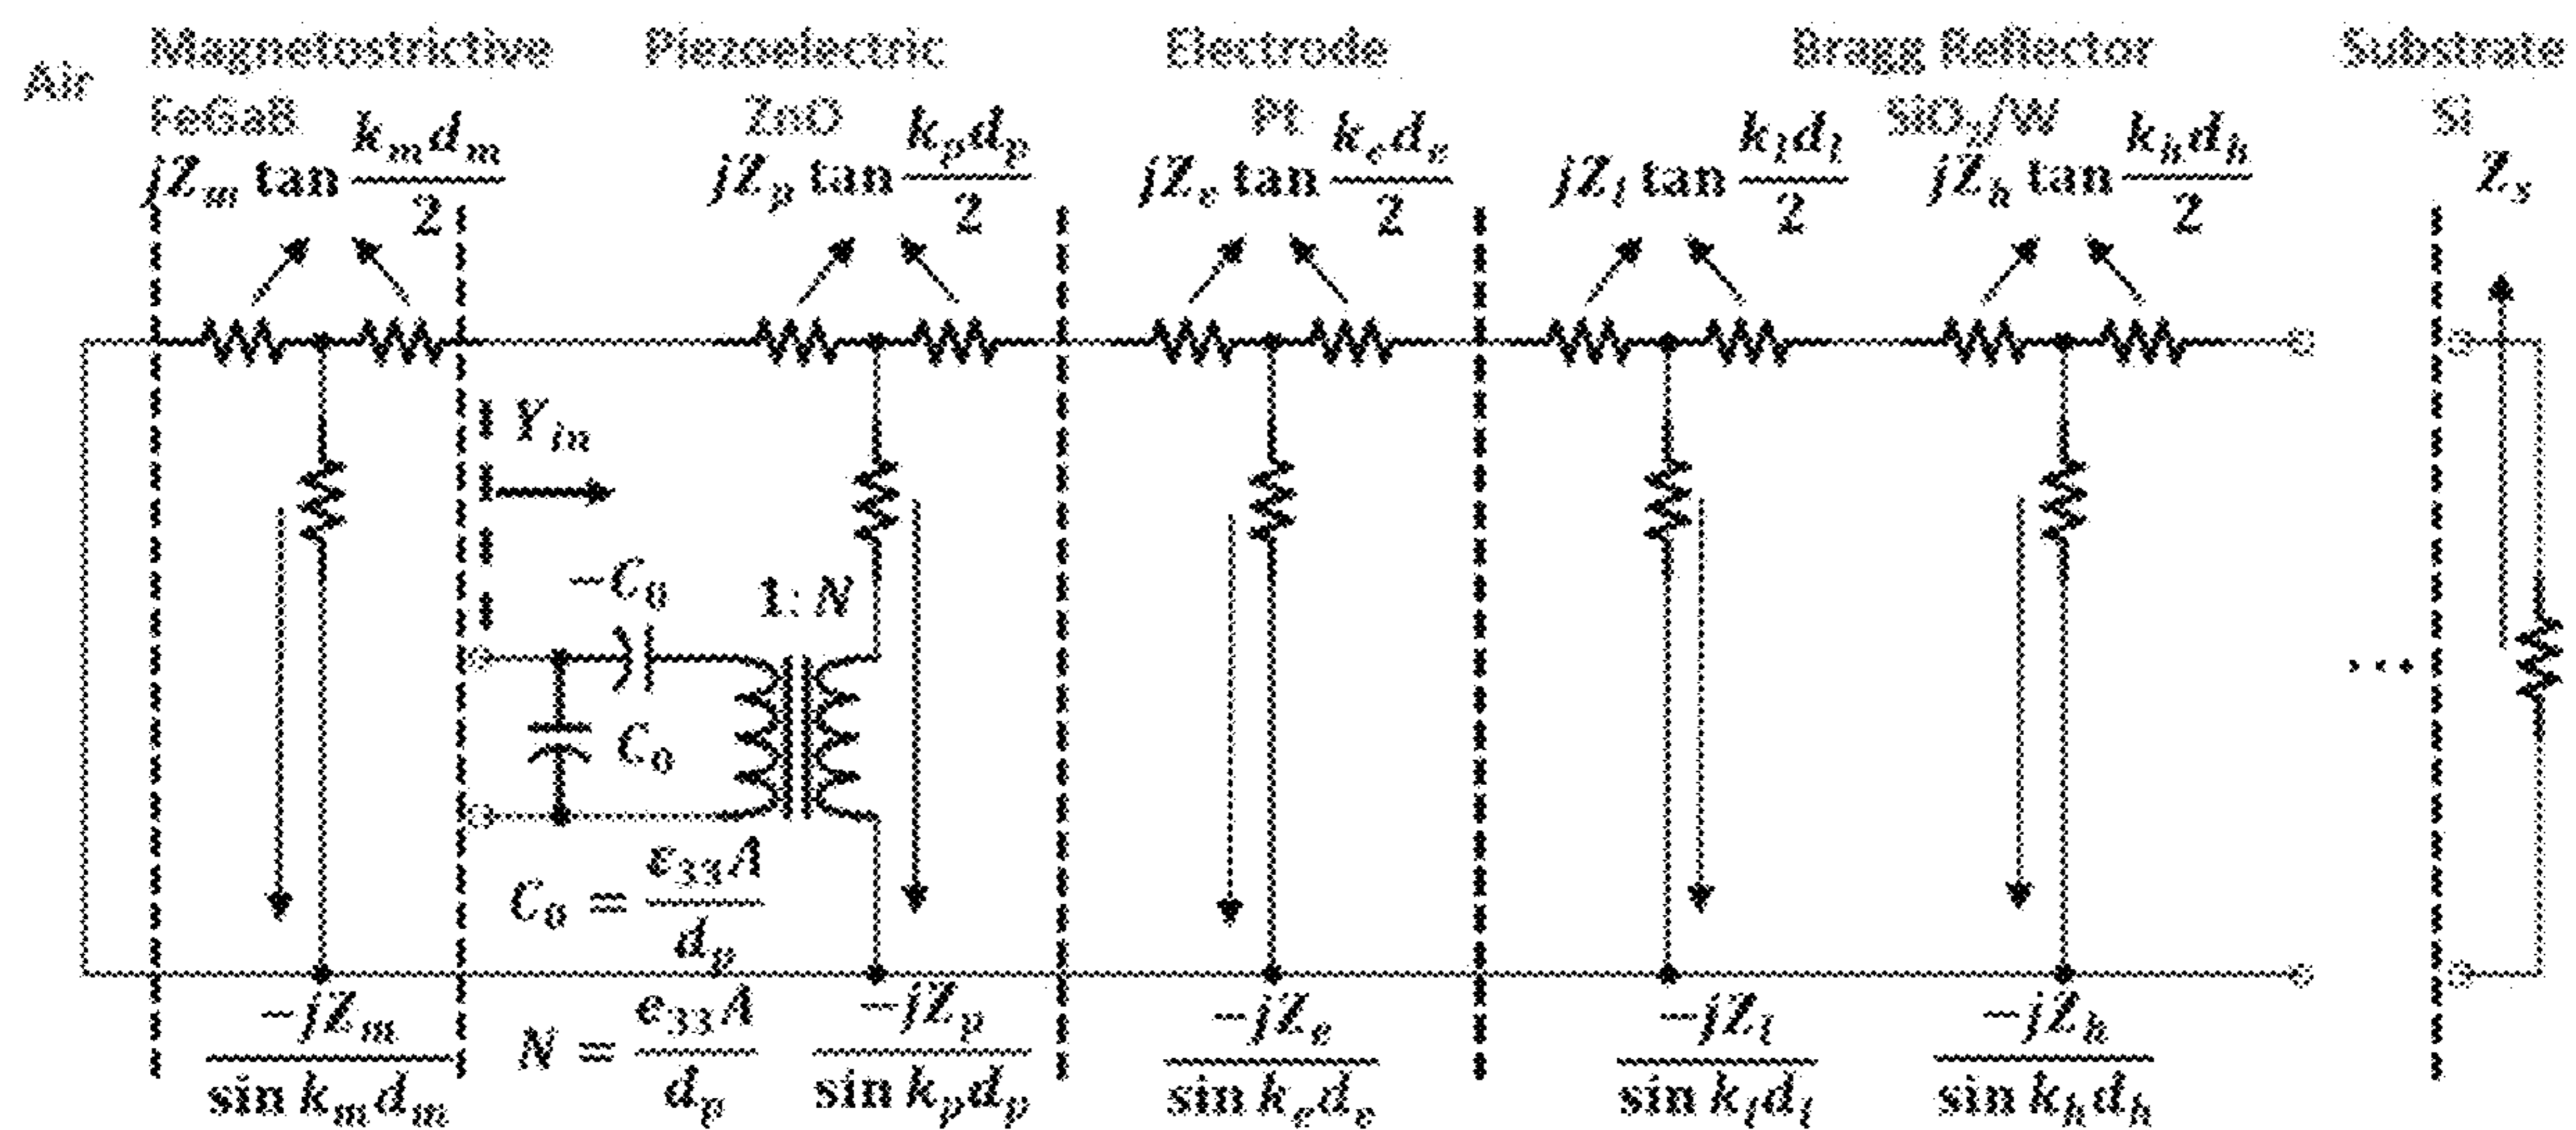 Air
Magnetostrictive
FeGaB
Piezoelectric
ZnO
Electrode
Pt
Bragg Reflector
SiO₂/W
Substrate
Si
jZₘ tan kₘdₘ/2
jZₚ tan kₚdₚ/2
jZₑ tan kₑdₑ/2
jZₗ tan kₗdₗ/2
jZₕ tan kₕdₕ/2
Zₛ
Y_in
−C₀
1: N
C₀
C₀ = ε₃₃A/dₚ
...
−jZₘ/sin kₘdₘ
N = e₃₃A/dₚ
−jZₚ/sin kₚdₚ
−jZₑ/sin kₑdₑ
−jZₗ/sin kₗdₗ
−jZₕ/sin kₕdₕ